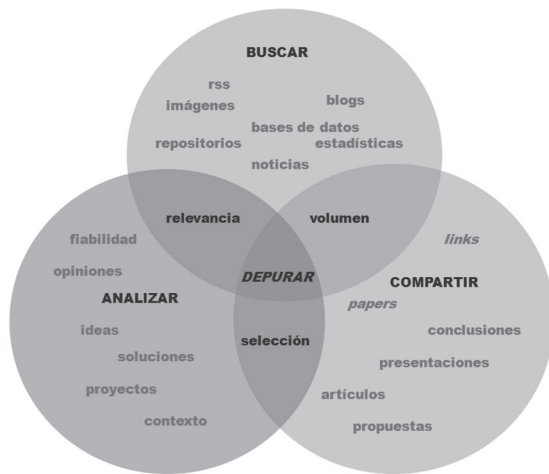 BUSCAR
rss
imágenes
blogs
bases de datos
repositorios
estadísticas
noticias
relevancia
volumen
fiabilidad
links
opiniones
DEPURAR
ANALIZAR
COMPARTIR
papers
ideas
conclusiones
selección
soluciones
presentaciones
proyectos
artículos
contexto
propuestas